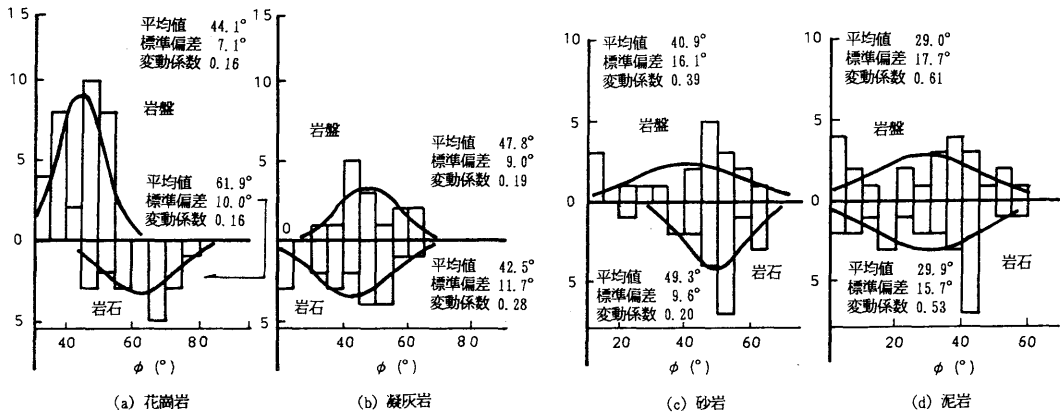 15
10
5
0
5
平均値 44.1°
標準偏差 7.1°
変動係数 0.16
岩盤
平均値 61.9°
標準偏差 10.0°
変動係数 0.16
岩石
40 60 80
φ (°)
(a) 花崗岩
15
10
5
0
5
岩盤
平均値 47.8°
標準偏差 9.0°
変動係数 0.19
平均値 42.5°
標準偏差 11.7°
変動係数 0.28
岩石
40 60 80
φ (°)
(b) 凝灰岩
10
5
0
5
平均値 40.9°
標準偏差 16.1°
変動係数 0.39
岩盤
平均値 49.3°
標準偏差 9.6°
変動係数 0.20
岩石
20 40 60
φ (°)
(c) 砂岩
10
5
0
5
平均値 29.0°
標準偏差 17.7°
変動係数 0.61
岩盤
岩石
平均値 29.9°
標準偏差 15.7°
変動係数 0.53
20 40 60
φ (°)
(d) 泥岩